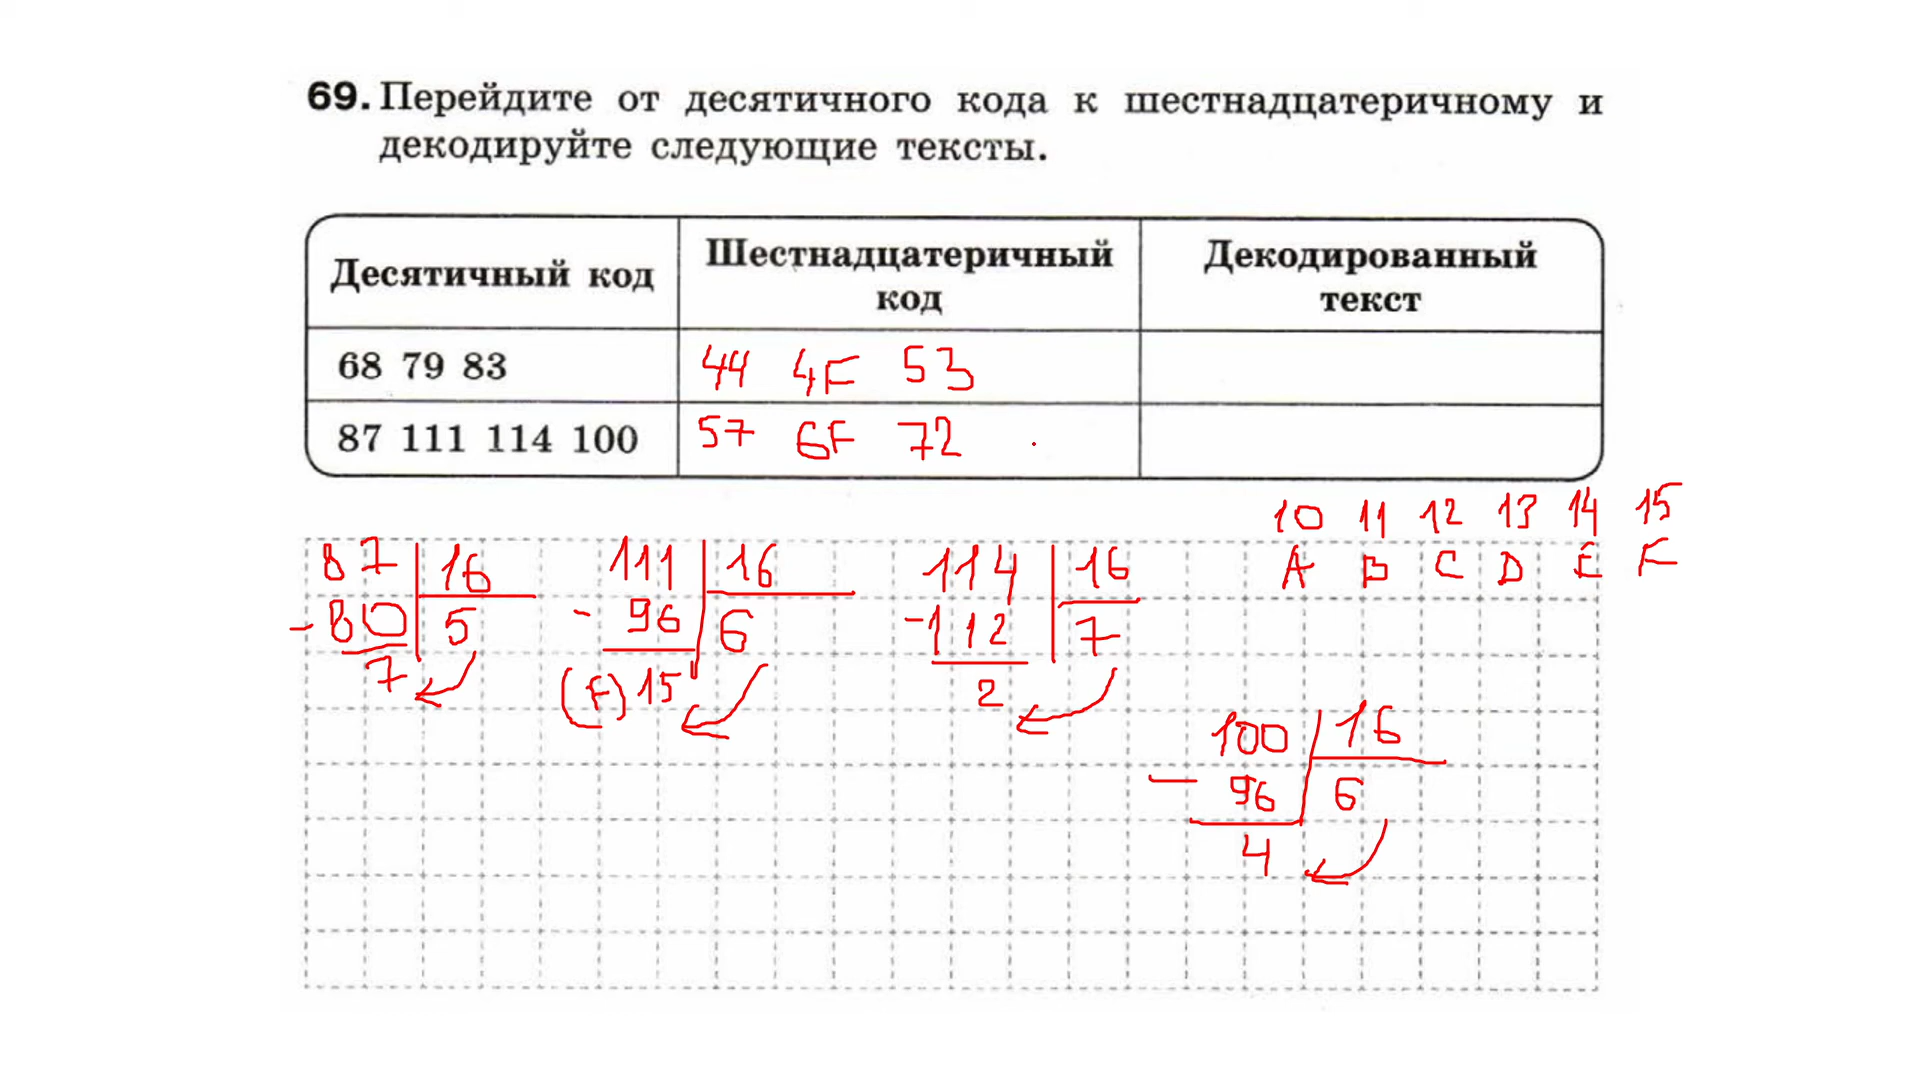 69. Перейдите от десятичного кода к шестнадцатеричному и
декодируйте следующие тексты.
Десятичный код
Шестнадцатеричный
код
Декодированный
текст
68 79 83
44 4F 53
87 111 114 100
57 6F 72
10 11 12 13 14 15
A B C D E F
87 16
-80 5
7
111 16
- 96 6
(F) 15
114 16
-112 7
2
100 16
- 96 6
4